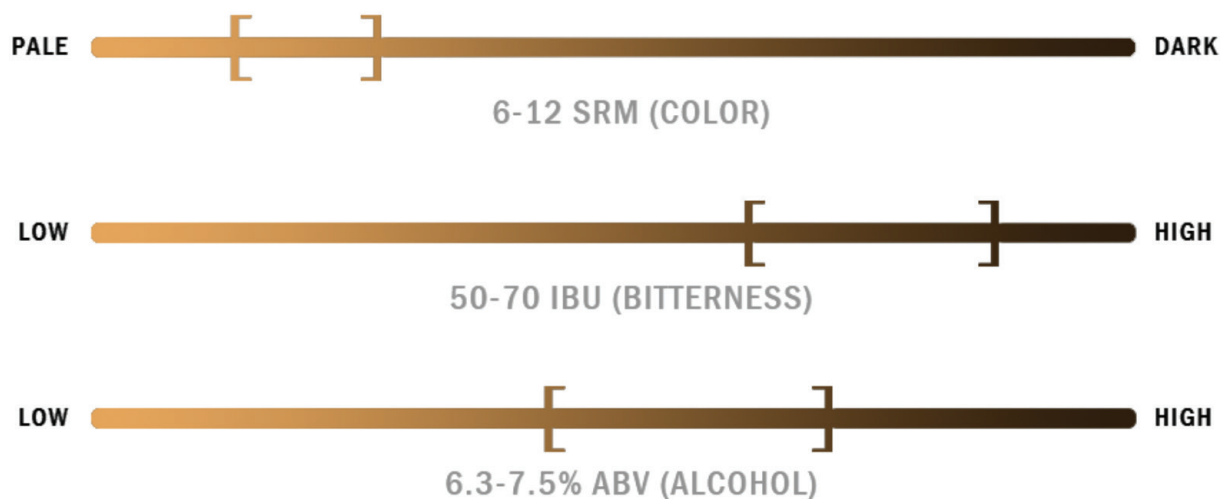 PALE DARK
6-12 SRM (COLOR)
LOW HIGH
50-70 IBU (BITTERNESS)
LOW HIGH
6.3-7.5% ABV (ALCOHOL)